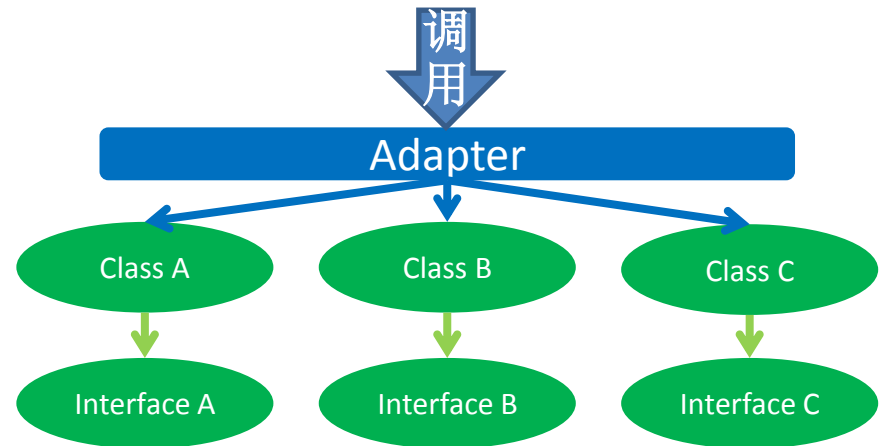 调用
Adapter
Class A
Class B
Class C
Interface A
Interface B
Interface C